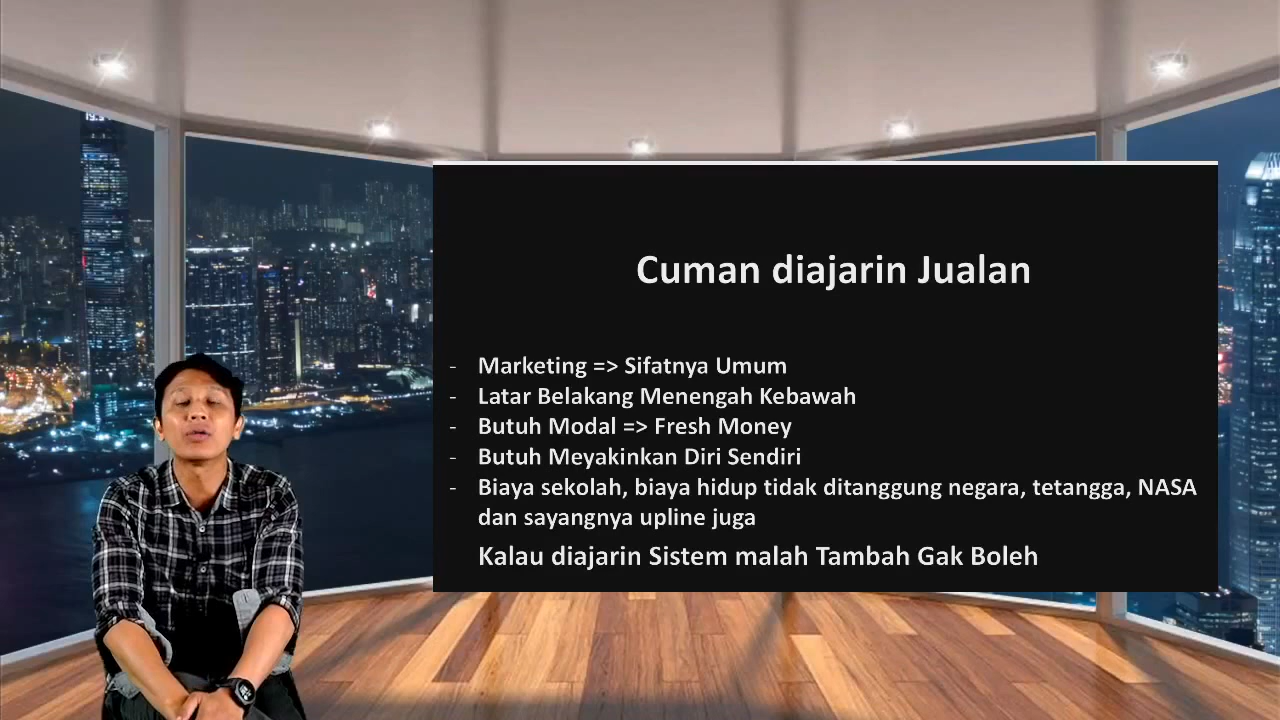 Cuman diajarin Jualan
- Marketing => Sifatnya Umum
- Latar Belakang Menengah Kebawah
- Butuh Modal => Fresh Money
- Butuh Meyakinkan Diri Sendiri
- Biaya sekolah, biaya hidup tidak ditanggung negara, tetangga, NASA
dan sayangnya upline juga
Kalau diajarin Sistem malah Tambah Gak Boleh